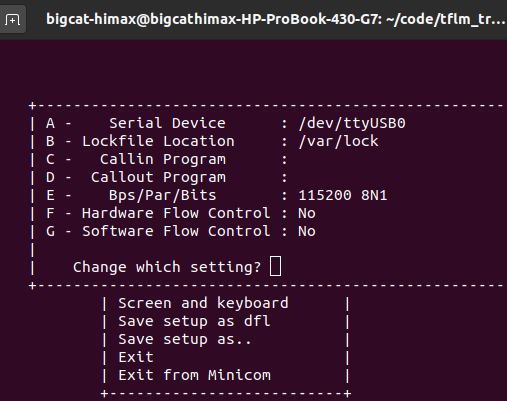 bigcat-himax@bigcathimax-HP-ProBook-430-G7: ~/code/tflm_tr...
+----------------------------------------------------
| A -    Serial Device      : /dev/ttyUSB0
| B - Lockfile Location     : /var/lock
| C -   Callin Program      :
| D -  Callout Program      :
| E -    Bps/Par/Bits       : 115200 8N1
| F - Hardware Flow Control : No
| G - Software Flow Control : No
|
|    Change which setting?
+----------------------------------------------------
| Screen and keyboard      |
| Save setup as dfl        |
| Save setup as..          |
| Exit                     |
| Exit from Minicom        |
+--------------------------+